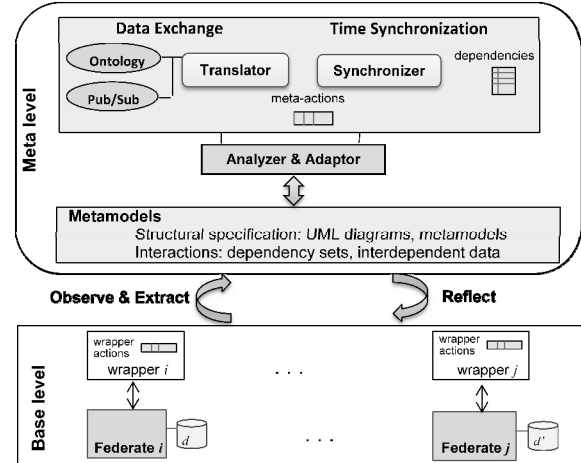 Data Exchange
Time Synchronization
Ontology
Pub/Sub
Translator
Synchronizer
dependencies
meta-actions
Meta level
Analyzer & Adaptor
Metamodels
Structural specification: UML diagrams, metamodels
Interactions: dependency sets, interdependent data
Observe & Extract
Reflect
Base level
wrapper
actions
wrapper i
. . .
wrapper
actions
wrapper j
Federate i
d
. . .
Federate j
d'